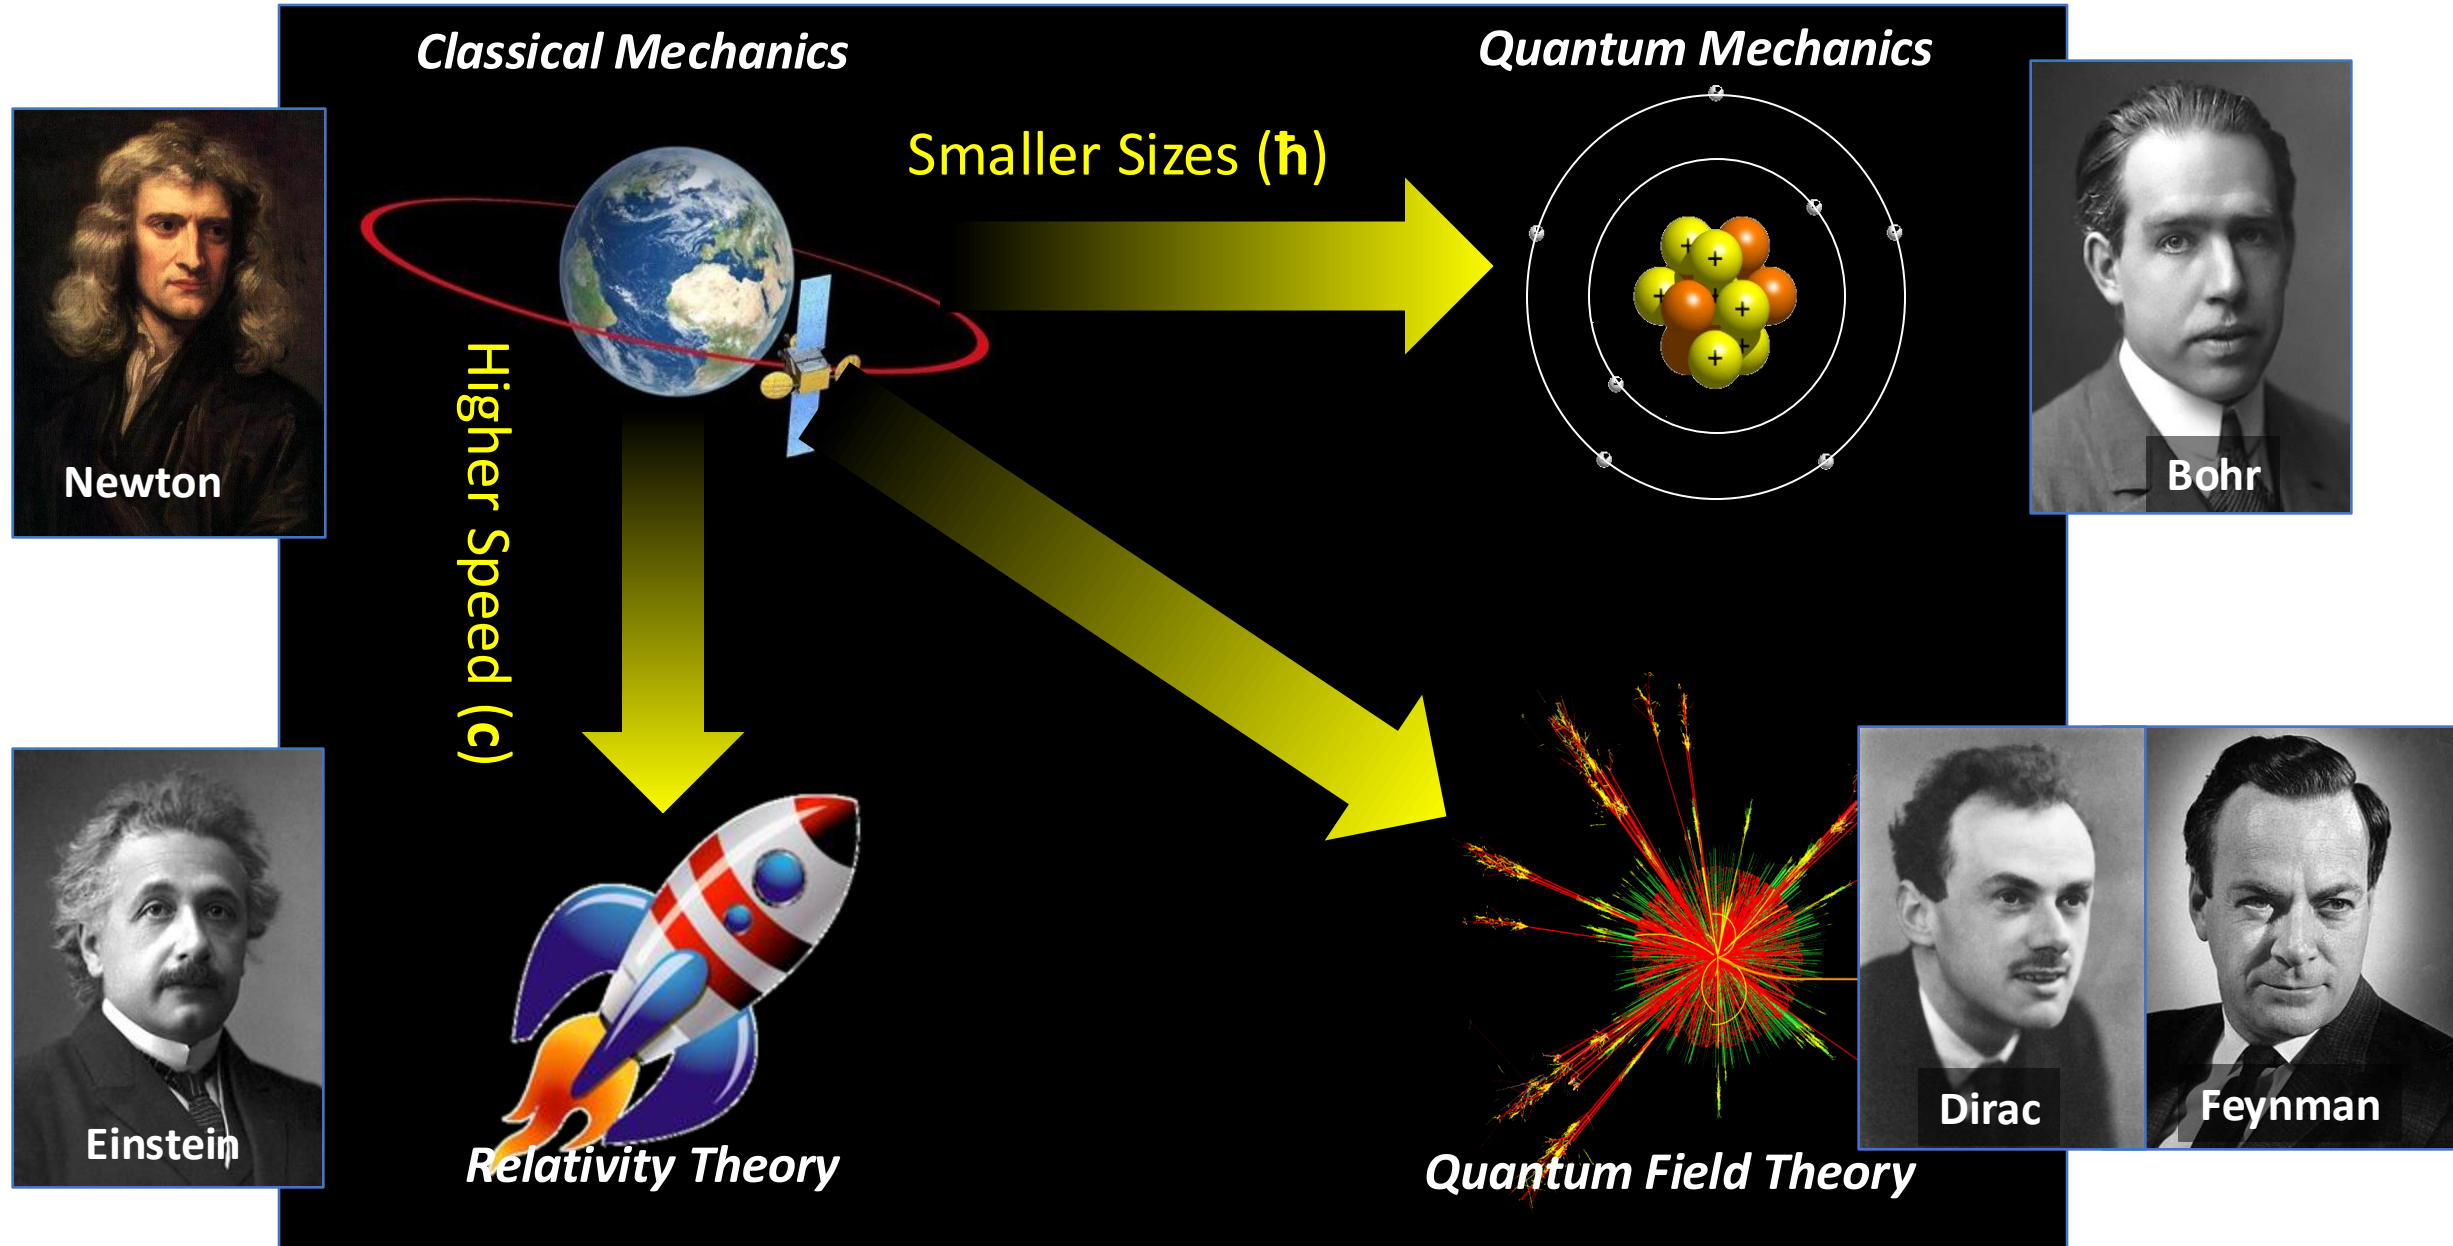 Classical Mechanics
Quantum Mechanics
Smaller Sizes (ħ)
Newton
Bohr
Higher Speed (c)
Einstein
Dirac
Feynman
Relativity Theory
Quantum Field Theory
+
+
+
+
+
+
+